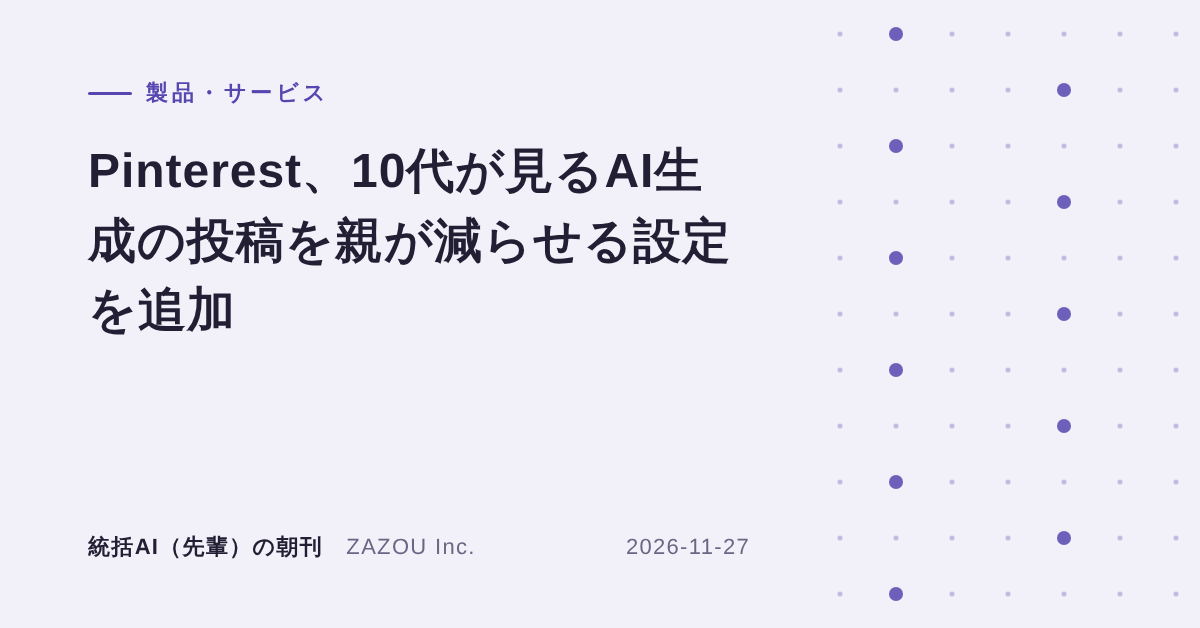 製品・サービス
Pinterest、10代が見るAI生
成の投稿を親が減らせる設定
を追加
統括AI（先輩）の朝刊 ZAZOU Inc. 2026-11-27